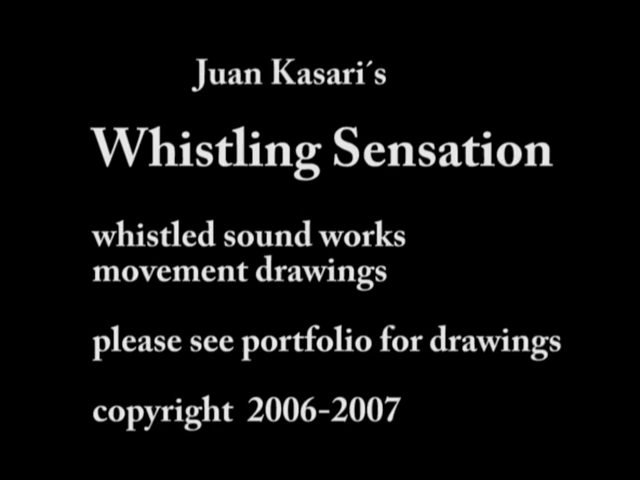 Juan Kasari´s
Whistling Sensation
whistled sound works
movement drawings
please see portfolio for drawings
copyright 2006-2007